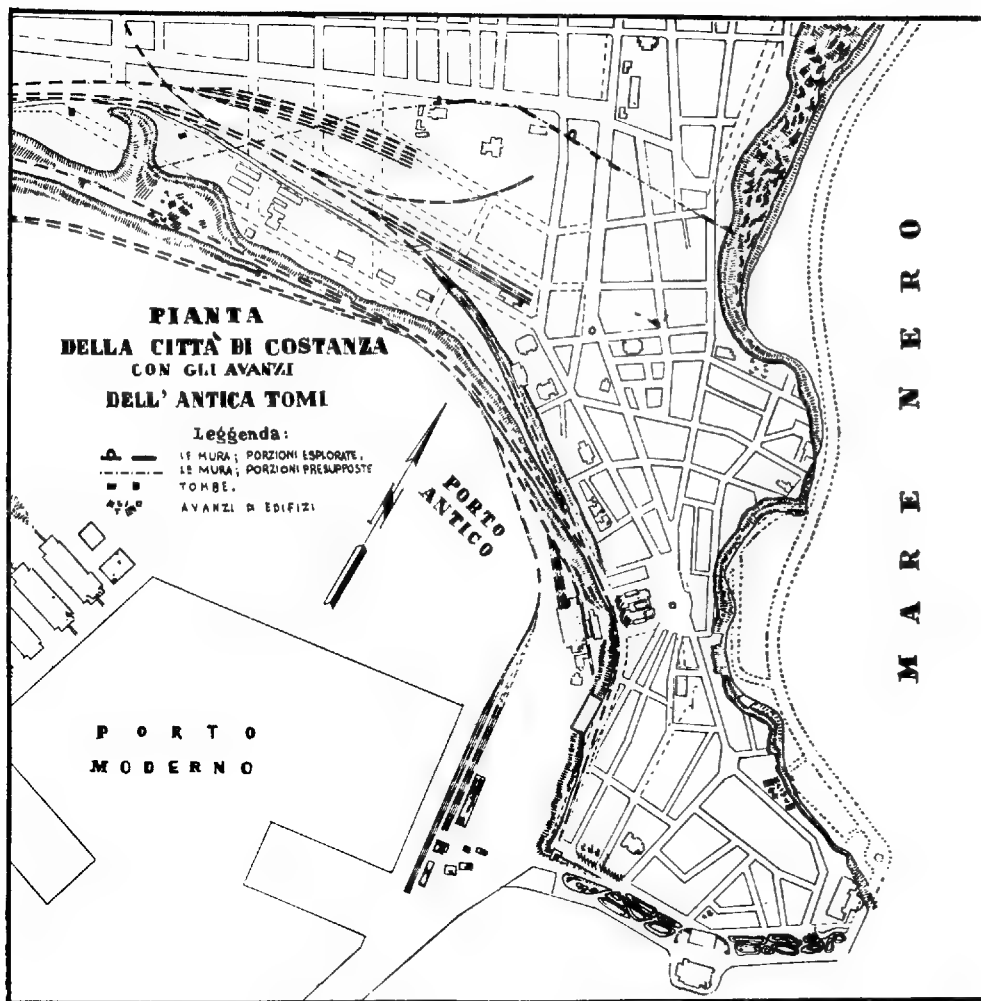 PIANTA
DELLA CITTÀ DI COSTANZA
CON GLI AVANZI
DELL' ANTICA TOMI
Leggenda:
LE MURA; PORZIONI ESPLORATE.
LE MURA; PORZIONI PRESUPPOSTE
TOMBE.
AVANZI DI EDIFIZI
PORTO
ANTICO
PORTO
MODERNO
MARE NERO